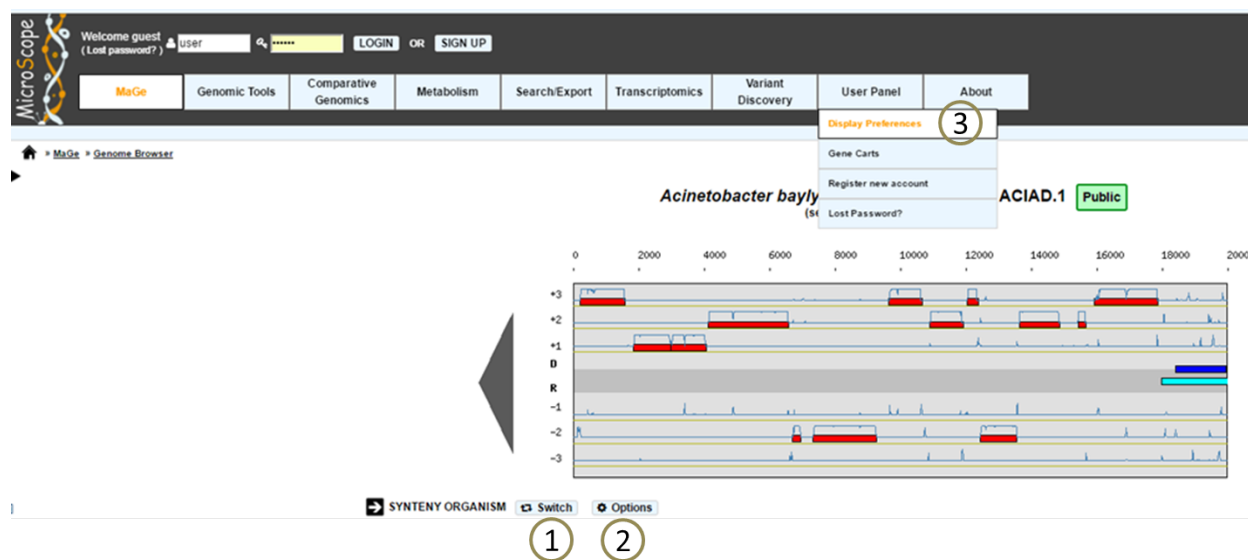 MicroScope
Welcome guest
( Lost password? ) user •••••• LOGIN OR SIGN UP
MaGe Genomic Tools Comparative Genomics Metabolism Search/Export Transcriptomics Variant Discovery User Panel About
Display Preferences 3
Gene Carts
Register new account
Lost Password?
» MaGe » Genome Browser
Acinetobacter bayly ACIAD.1 Public
(s
0 2000 4000 6000 8000 10000 12000 14000 16000 18000 2000
+3
+2
+1
D
R
-1
-2
-3
SYNTENY ORGANISM Switch Options
1 2